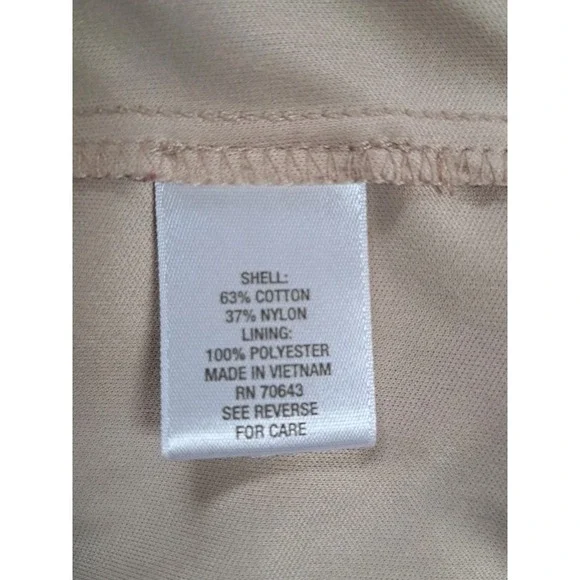 SHELL:
63% COTTON
37% NYLON
LINING:
100% POLYESTER
MADE IN VIETNAM
RN 70643
SEE REVERSE
FOR CARE